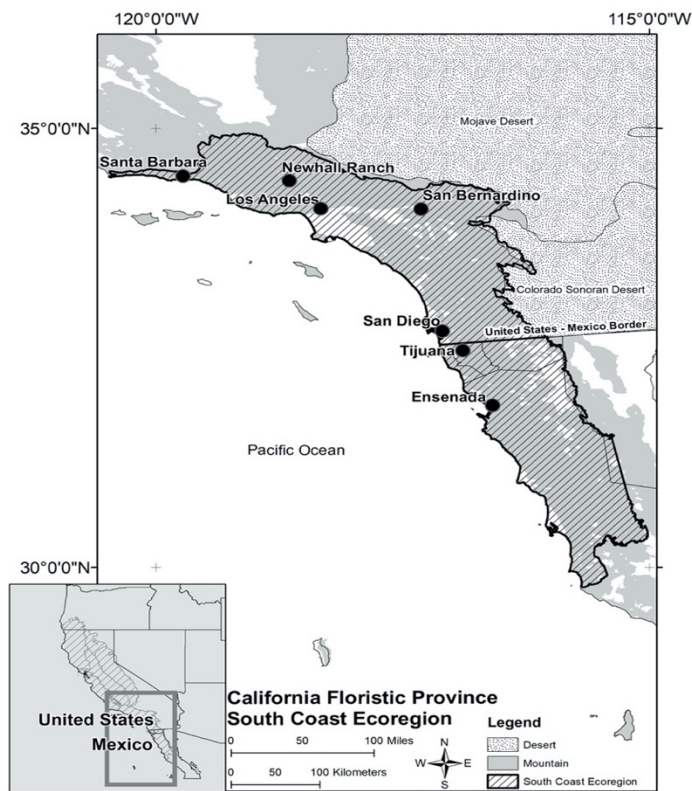 120°0'0"W
115°0'0"W
35°0'0"N
Mojave Desert
Santa Barbara
Newhall Ranch
Los Angeles
San Bernardino
Colorado Sonoran Desert
San Diego
United States - Mexico Border
Tijuana
Ensenada
Pacific Ocean
30°0'0"N
United States
Mexico
California Floristic Province
South Coast Ecoregion
0 50 100 Miles
0 50 100 Kilometers
N
W E
S
Legend
Desert
Mountain
South Coast Ecoregion